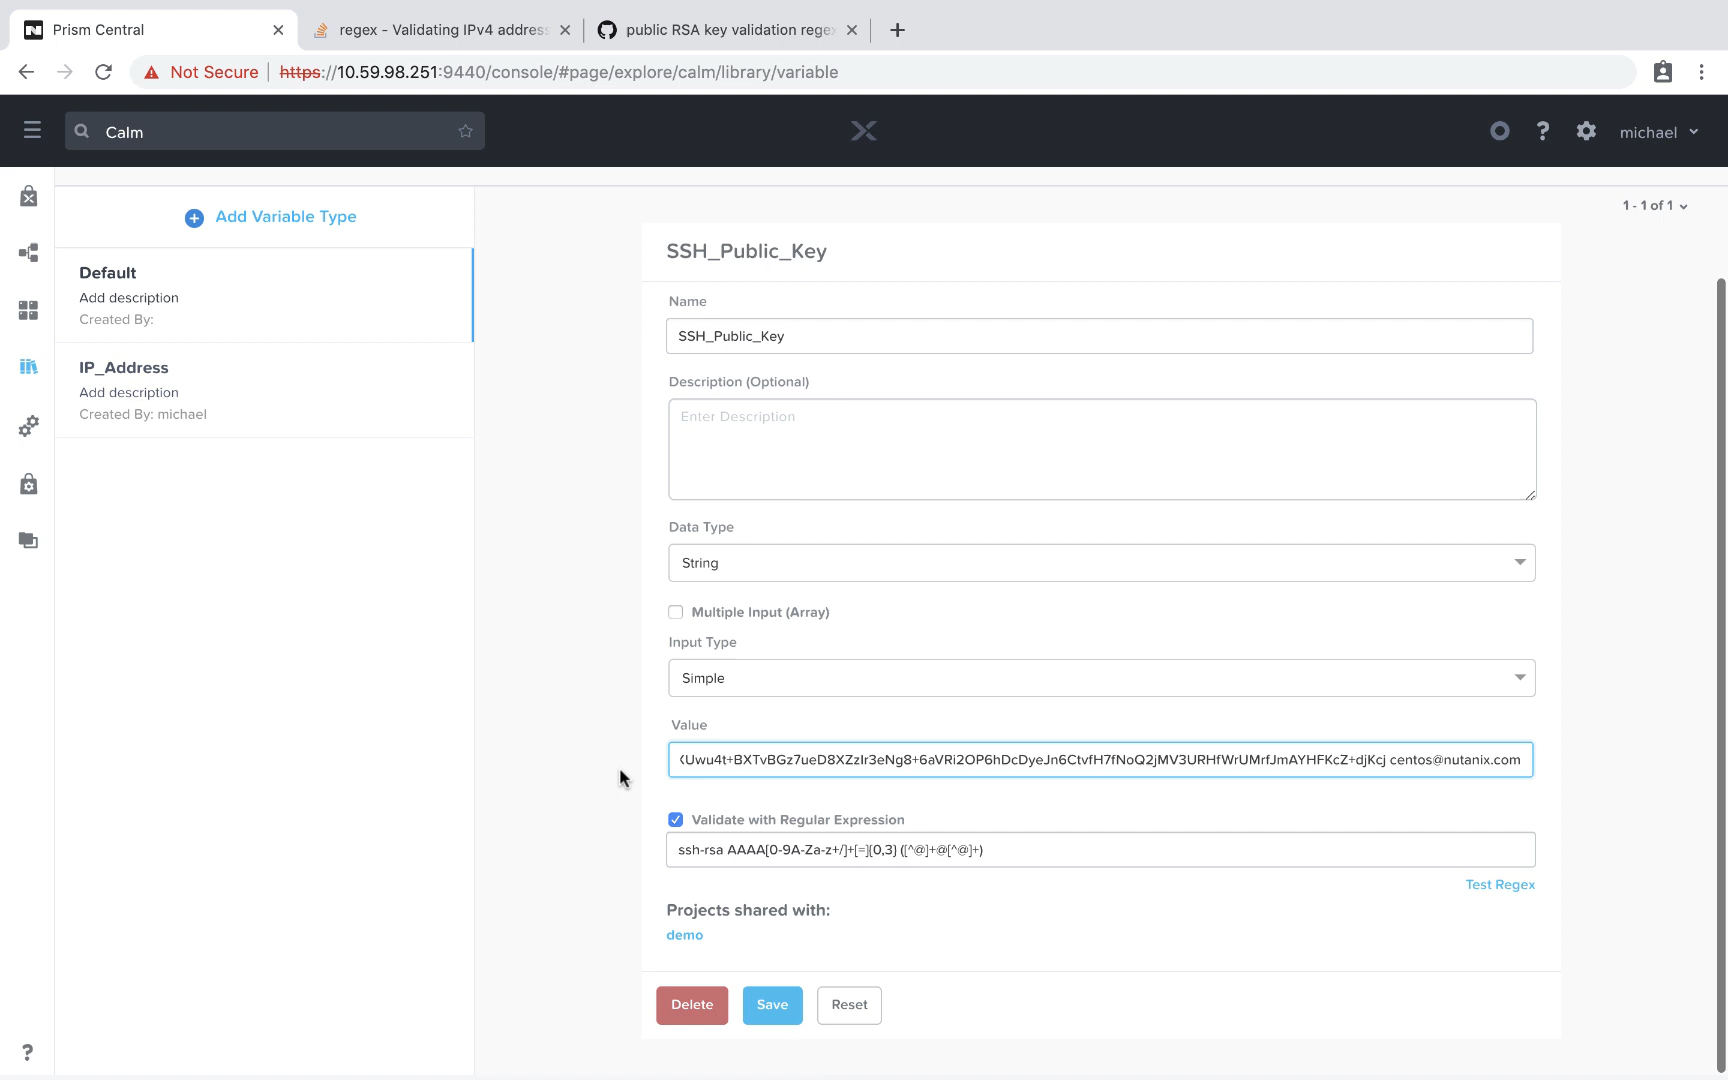 Prism Central
regex - Validating IPv4 address
public RSA key validation rege
Not Secure
https://10.59.98.251:9440/console/#page/explore/calm/library/variable
Calm
?
michael
Add Variable Type
1 - 1 of 1
Default
Add description
Created By:
IP_Address
Add description
Created By: michael
SSH_Public_Key
Name
SSH_Public_Key
Description (Optional)
Enter Description
Data Type
String
Multiple Input (Array)
Input Type
Simple
Value
Uwu4t+BXTvBGz7ueD8XZzIr3eNg8+6aVRi2OP6hDcDyeJn6CtvfH7fNoQ2jMV3URHfWrUMrfJmAYHFKcZ+djKcj centos@nutanix.com
Validate with Regular Expression
ssh-rsa AAAA[0-9A-Za-z+/]+[=]{0,3} ([^@]+@[^@]+)
Test Regex
Projects shared with:
demo
Delete
Save
Reset
?